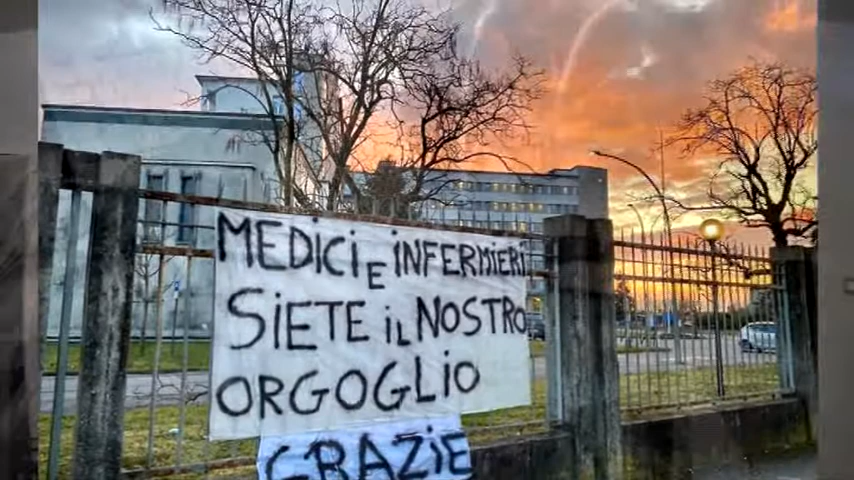 MEDICI E INFERMIERI
SIETE IL NOSTRO
ORGOGLIO
GRAZIE